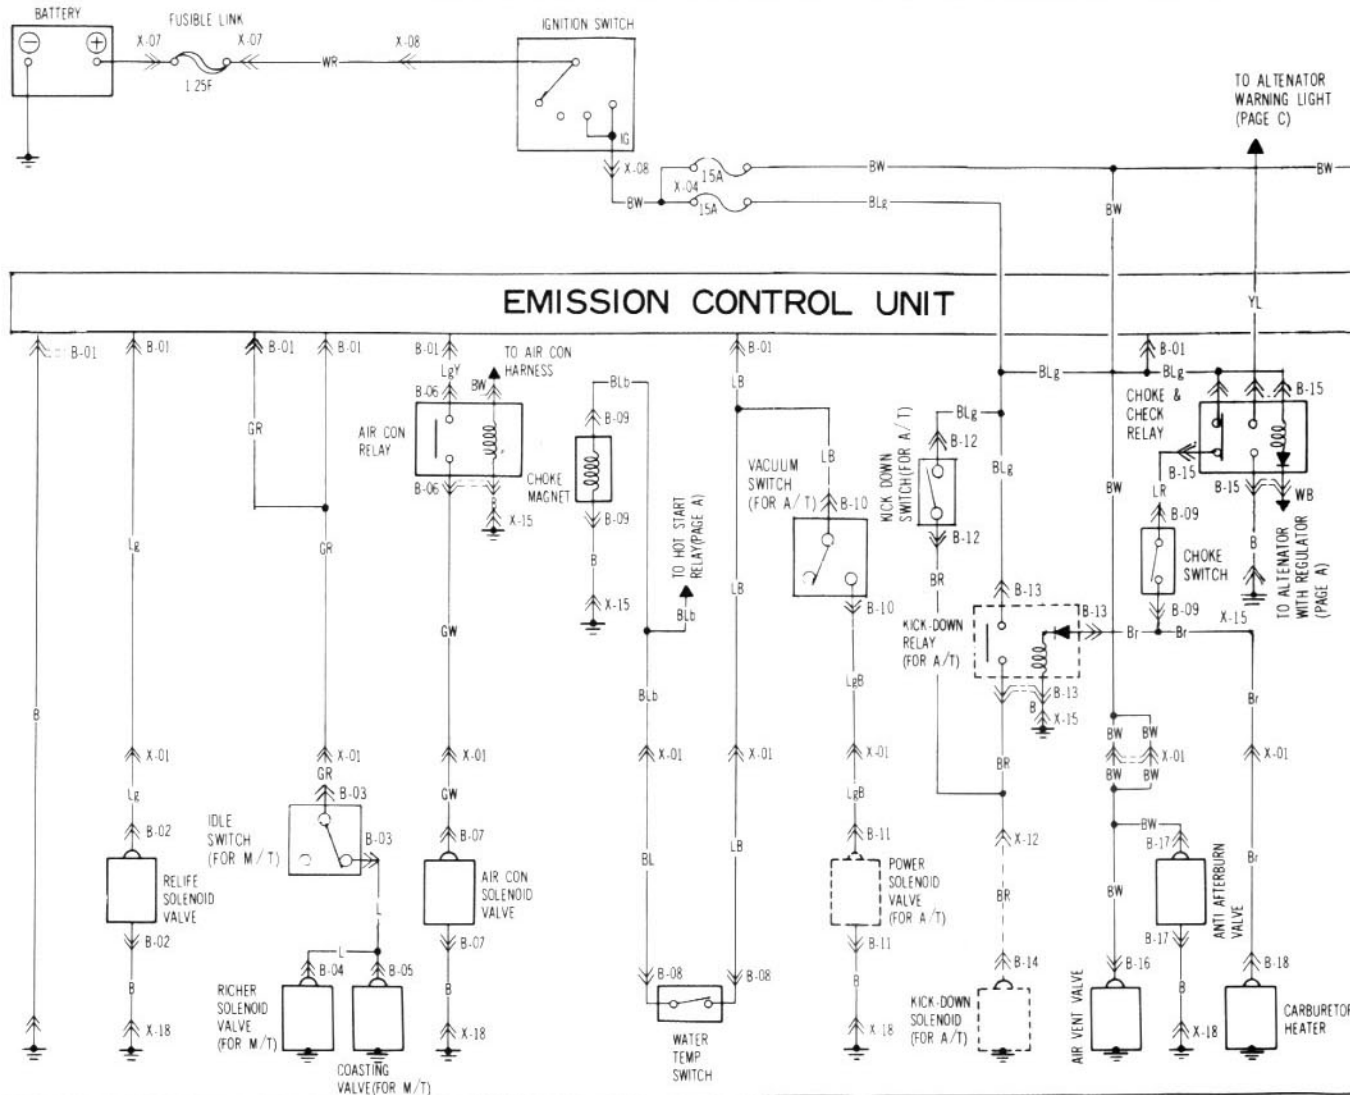 BATTERY
FUSIBLE LINK
IGNITION SWITCH
X-07
X-07
X-08
WR
1.25F
IG
TO ALTENATOR
WARNING LIGHT
(PAGE C)
X-08
15A
BW
BW
X-04
BW
15A
BLg
BW
EMISSION CONTROL UNIT
YL
B-01
B-01
B-01
B-01
B-01
B-01
B-01
TO AIR CON
HARNESS
LgY
BW
B-06
BLb
LB
BLg
BLg
B-15
CHOKE &
CHECK
RELAY
GR
AIR CON
RELAY
B-09
CHOKE
MAGNET
BLg
B-12
KICK DOWN
SWITCH(FOR A/T)
LB
VACUUM
SWITCH
(FOR A/T)
BLg
B-15
B-06
B
X-15
B-09
B-10
B-12
BW
LR
B-15
WB
B-09
Lg
GR
B
TO HOT START
RELAY(PAGE A)
LB
BR
CHOKE
SWITCH
B
TO ALTENATOR
WITH REGULATOR
(PAGE A)
X-15
BLb
B-10
B-13
B-09
X-15
GW
KICK-DOWN
RELAY
(FOR A/T)
B-13
Br
Br
BLb
LgB
B-13
B
X-15
Br
B
X-01
X-01
X-01
X-01
X-01
X-01
BW
BW
X-01
X-01
GR
BW
BW
BR
Lg
B-03
GW
LgB
IDLE
SWITCH
(FOR M/T)
B-03
B-02
B-07
BL
LB
B-11
X-12
BW
B-17
Br
RELIFE
SOLENOID
VALVE
AIR CON
SOLENOID
VALVE
POWER
SOLENOID
VALVE
(FOR A/T)
BR
BW
ANTI AFTERBURN
VALVE
L
B-02
B-07
B-11
B-17
L
B-04
B-05
B-08
B-08
B-14
B-16
B-18
B
B
B
B
RICHER
SOLENOID
VALVE
(FOR M/T)
KICK-DOWN
SOLENOID
(FOR A/T)
AIR VENT VALVE
CARBURETOR
HEATER
X-18
X-18
X-18
X-18
WATER
TEMP
SWITCH
COASTING
VALVE(FOR M/T)